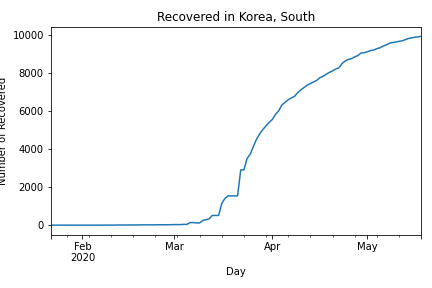 Recovered in Korea, South
Number of Recovered
10000
8000
6000
4000
2000
0
Feb
2020
Mar
Apr
May
Day